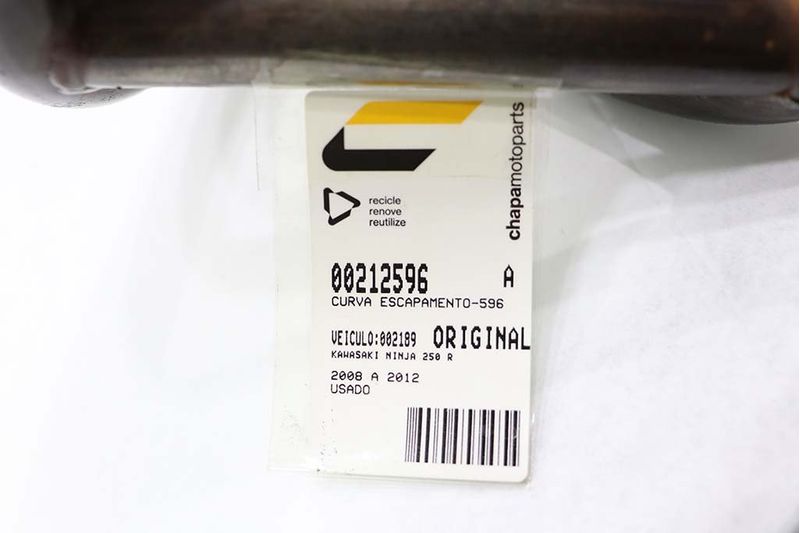 chapamotoparts
recicle
renove
reutilize
00212596 A
CURVA ESCAPAMENTO-596
VEICULO:002189 ORIGINAL
KAWASAKI NINJA 250 R
2008 A 2012
USADO